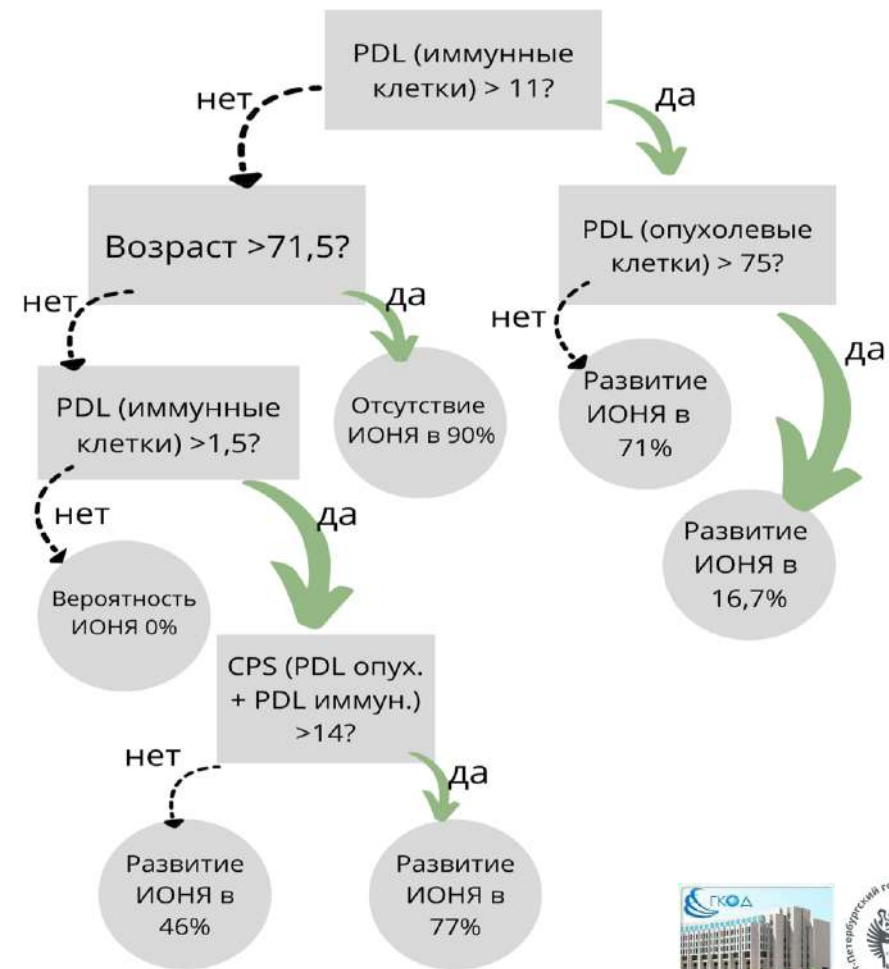 PDL (иммунные
клетки) > 11?
нет
да
Возраст >71,5?
PDL (опухолевые
клетки) > 75?
нет
да
нет
да
PDL (иммунные
клетки) >1,5?
Отсутствие
ИОНЯ в 90%
Развитие
ИОНЯ в
71%
нет
да
Развитие
ИОНЯ в
16,7%
Вероятность
ИОНЯ 0%
CPS (PDL опух.
+ PDL иммун.)
>14?
нет
да
Развитие
ИОНЯ в
46%
Развитие
ИОНЯ в
77%
ГКОД